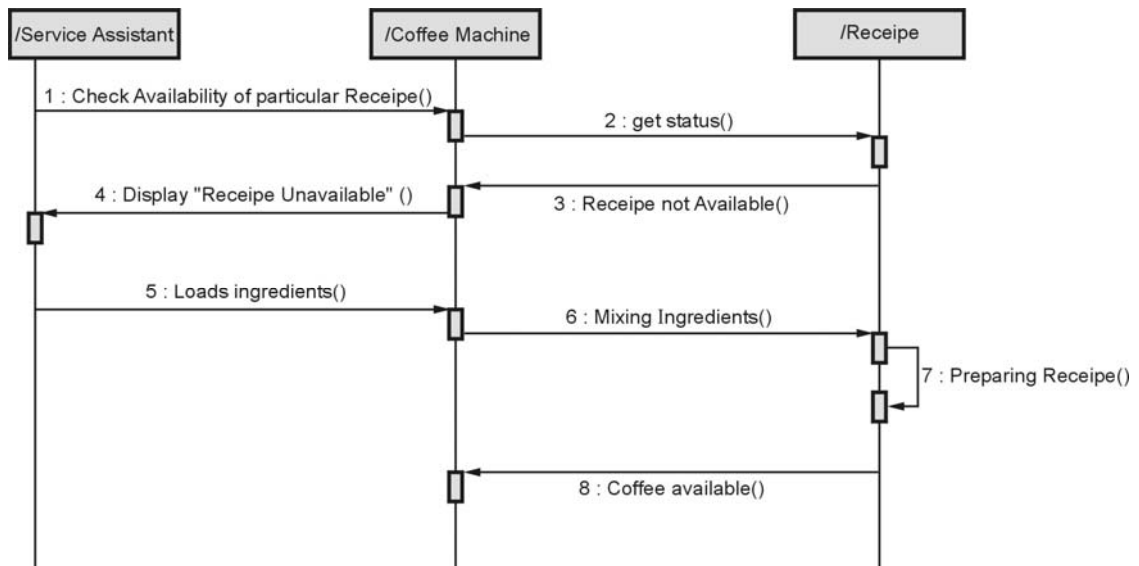 /Service Assistant
/Coffee Machine
/Receipe
1 : Check Availability of particular Receipe()
2 : get status()
4 : Display "Receipe Unavailable" ()
3 : Receipe not Available()
5 : Loads ingredients()
6 : Mixing Ingredients()
7 : Preparing Receipe()
8 : Coffee available()